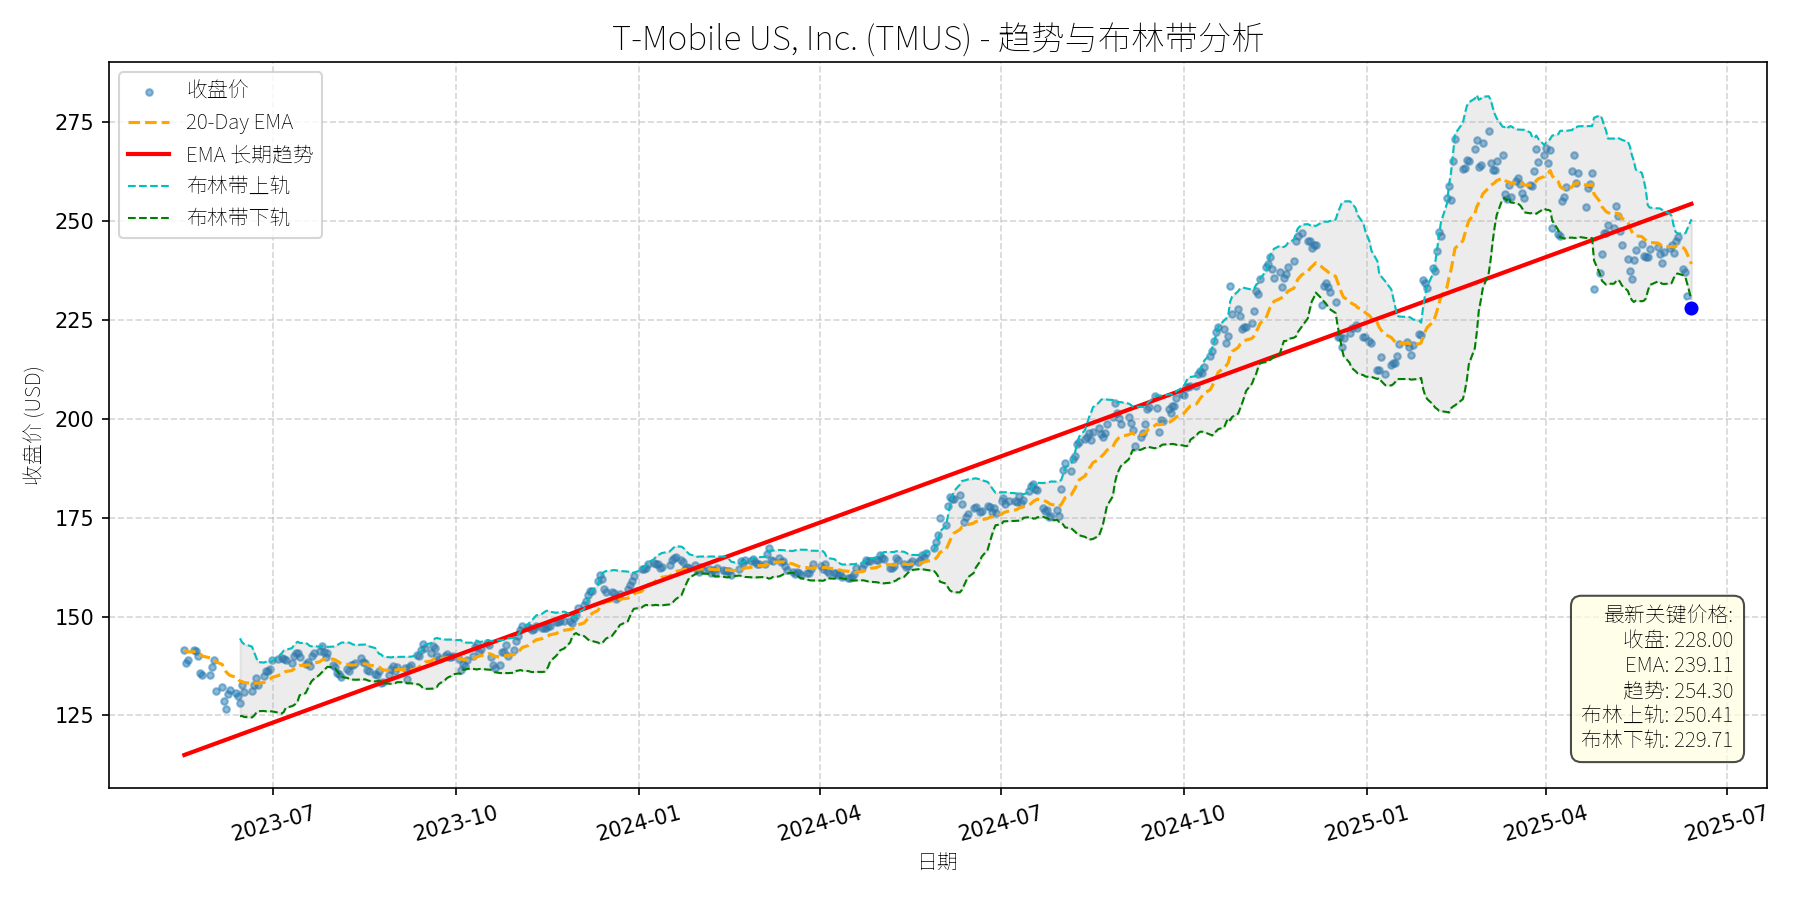 T-Mobile US, Inc. (TMUS) - 趋势与布林带分析
收盘价
20-Day EMA
EMA 长期趋势
布林带上轨
布林带下轨
275
250
225
200
175
150
125
收盘价 (USD)
最新关键价格:
收盘: 228.00
EMA: 239.11
趋势: 254.30
布林上轨: 250.41
布林下轨: 229.71
2023-07
2023-10
2024-01
2024-04
2024-07
2024-10
2025-01
2025-04
2025-07
日期